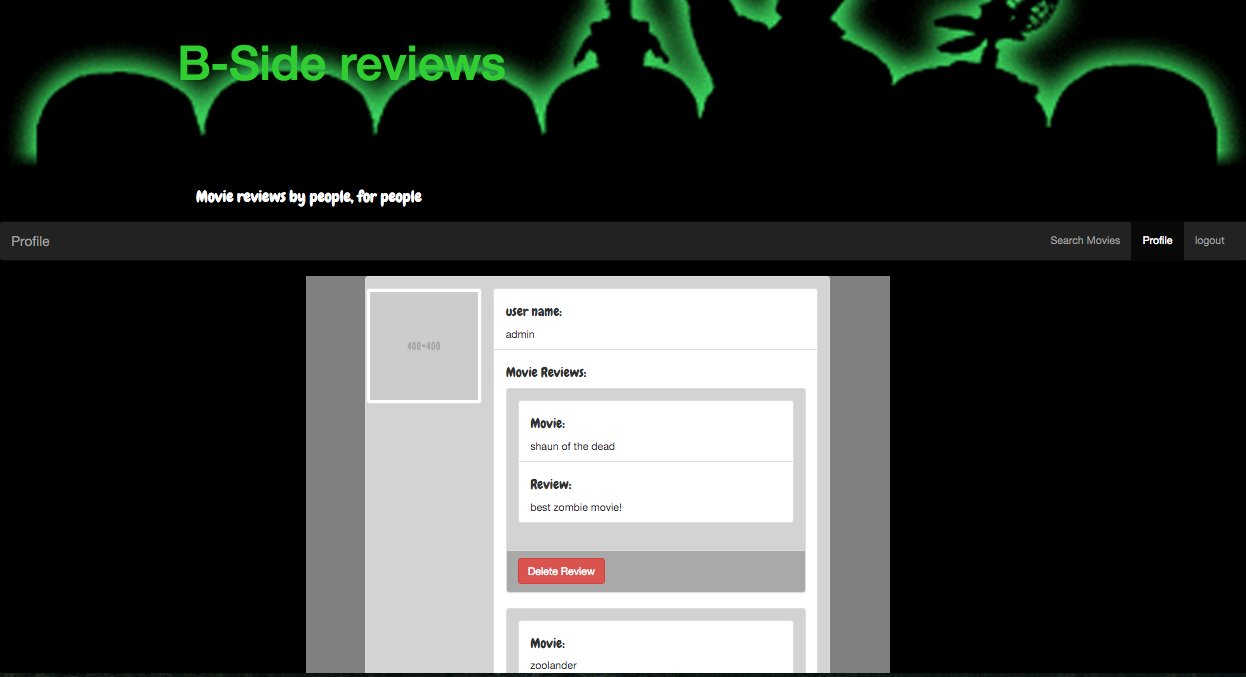 B-Side reviews
Movie reviews by people, for people
Profile
Search Movies
Profile
logout
400×400
user name:
admin
Movie Reviews:
Movie:
shaun of the dead
Review:
best zombie movie!
Delete Review
Movie:
zoolander